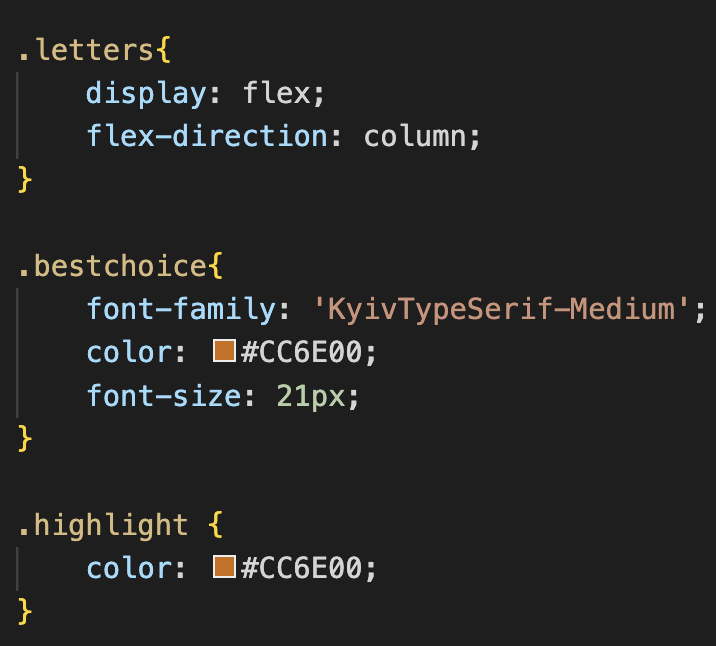 .letters{
    display: flex;
    flex-direction: column;
}

.bestchoice{
    font-family: 'KyivTypeSerif-Medium';
    color: #CC6E00;
    font-size: 21px;
}

.highlight {
    color: #CC6E00;
}